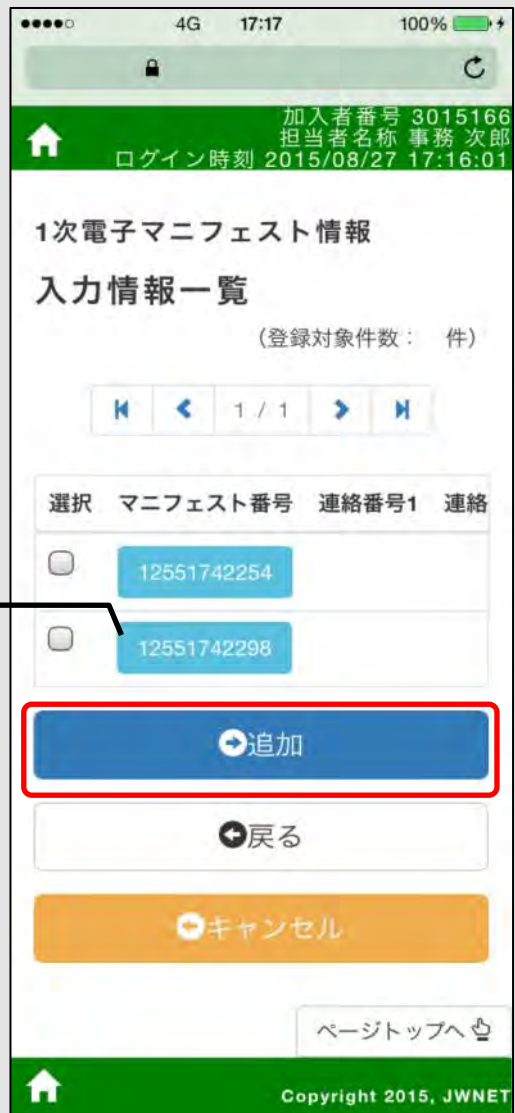 4G 17:17 100%
加入者番号 3015166
担当者名称 事務 次郎
ログイン時刻 2015/08/27 17:16:01
1次電子マニフェスト情報
入力情報一覧
(登録対象件数： 件)
1 / 1
選択 マニフェスト番号 連絡番号1 連絡
12551742254
12551742298
追加
戻る
キャンセル
ページトップへ
Copyright 2015, JWNET